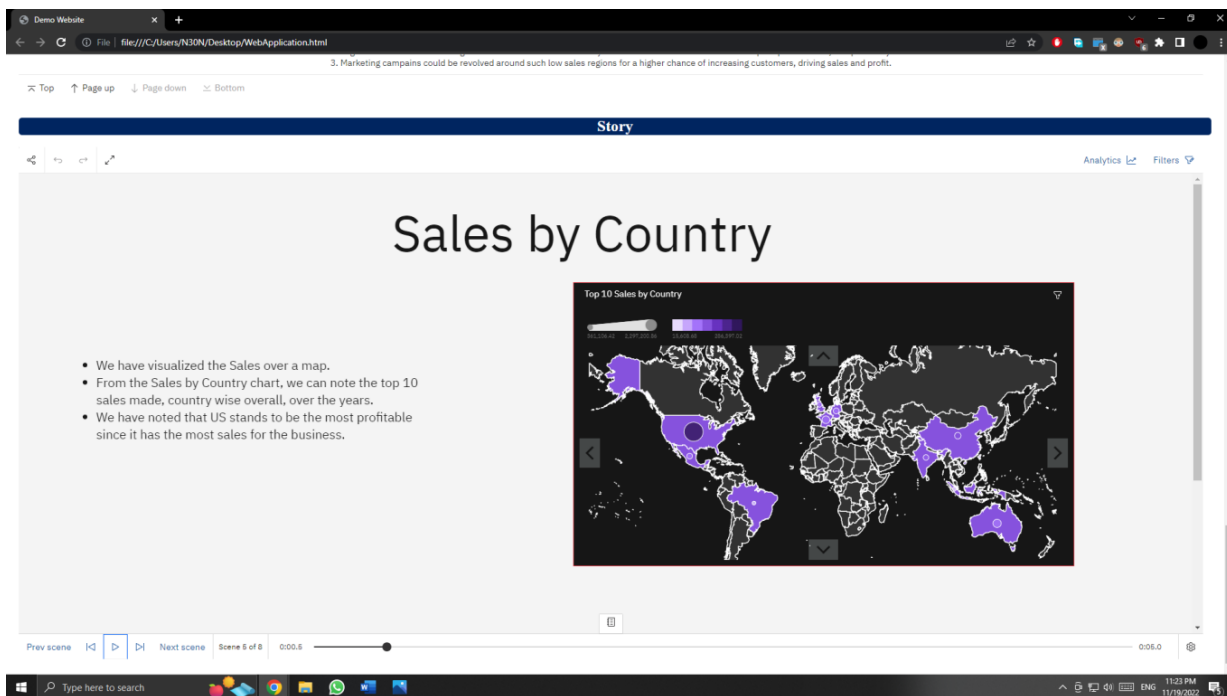 Demo Website
File | file:///C:/Users/N30N/Desktop/WebApplication.html
3. Marketing campains could be revolved around such low sales regions for a higher chance of increasing customers, driving sales and profit.
Top Page up Page down Bottom
Story
Analytics Filters
Sales by Country
Top 10 Sales by Country
• We have visualized the Sales over a map.
• From the Sales by Country chart, we can note the top 10
sales made, country wise overall, over the years.
• We have noted that US stands to be the most profitable
since it has the most sales for the business.
Prev scene Next scene Scene 5 of 8 0:00.5 0:05.0
Type here to search
ENG
11:23 PM
11/19/2022